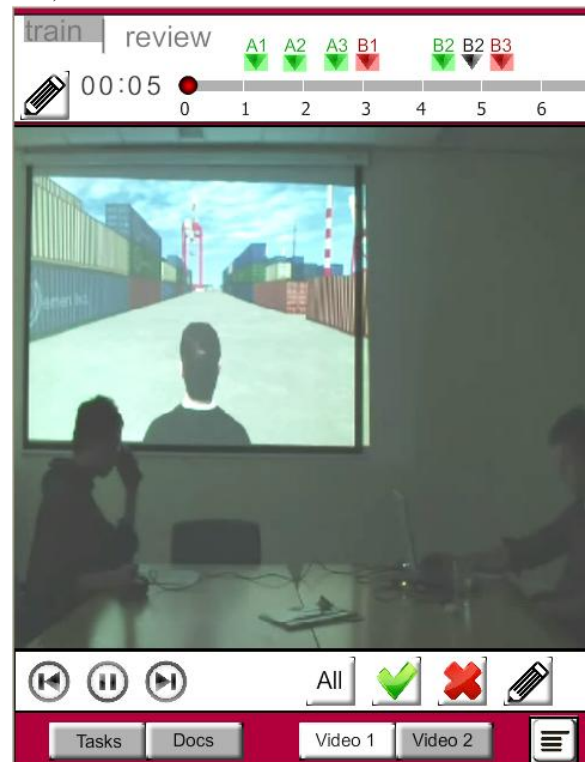 train review
A1 A2 A3 B1 B2 B2 B3
00:05
0 1 2 3 4 5 6
All
Tasks Docs Video 1 Video 2